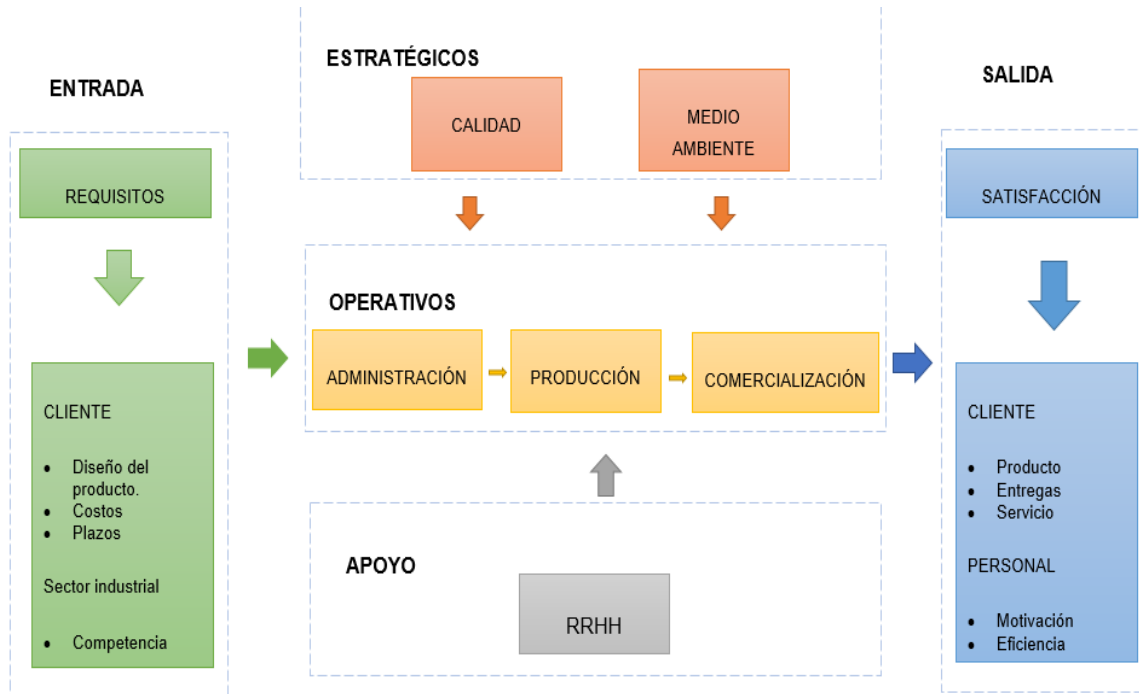 ENTRADA
REQUISITOS
CLIENTE
• Diseño del
producto.
• Costos
• Plazos
Sector industrial
• Competencia
ESTRATÉGICOS
CALIDAD
MEDIO
AMBIENTE
OPERATIVOS
ADMINISTRACIÓN
PRODUCCIÓN
COMERCIALIZACIÓN
APOYO
RRHH
SALIDA
SATISFACCIÓN
CLIENTE
• Producto
• Entregas
• Servicio
PERSONAL
• Motivación
• Eficiencia